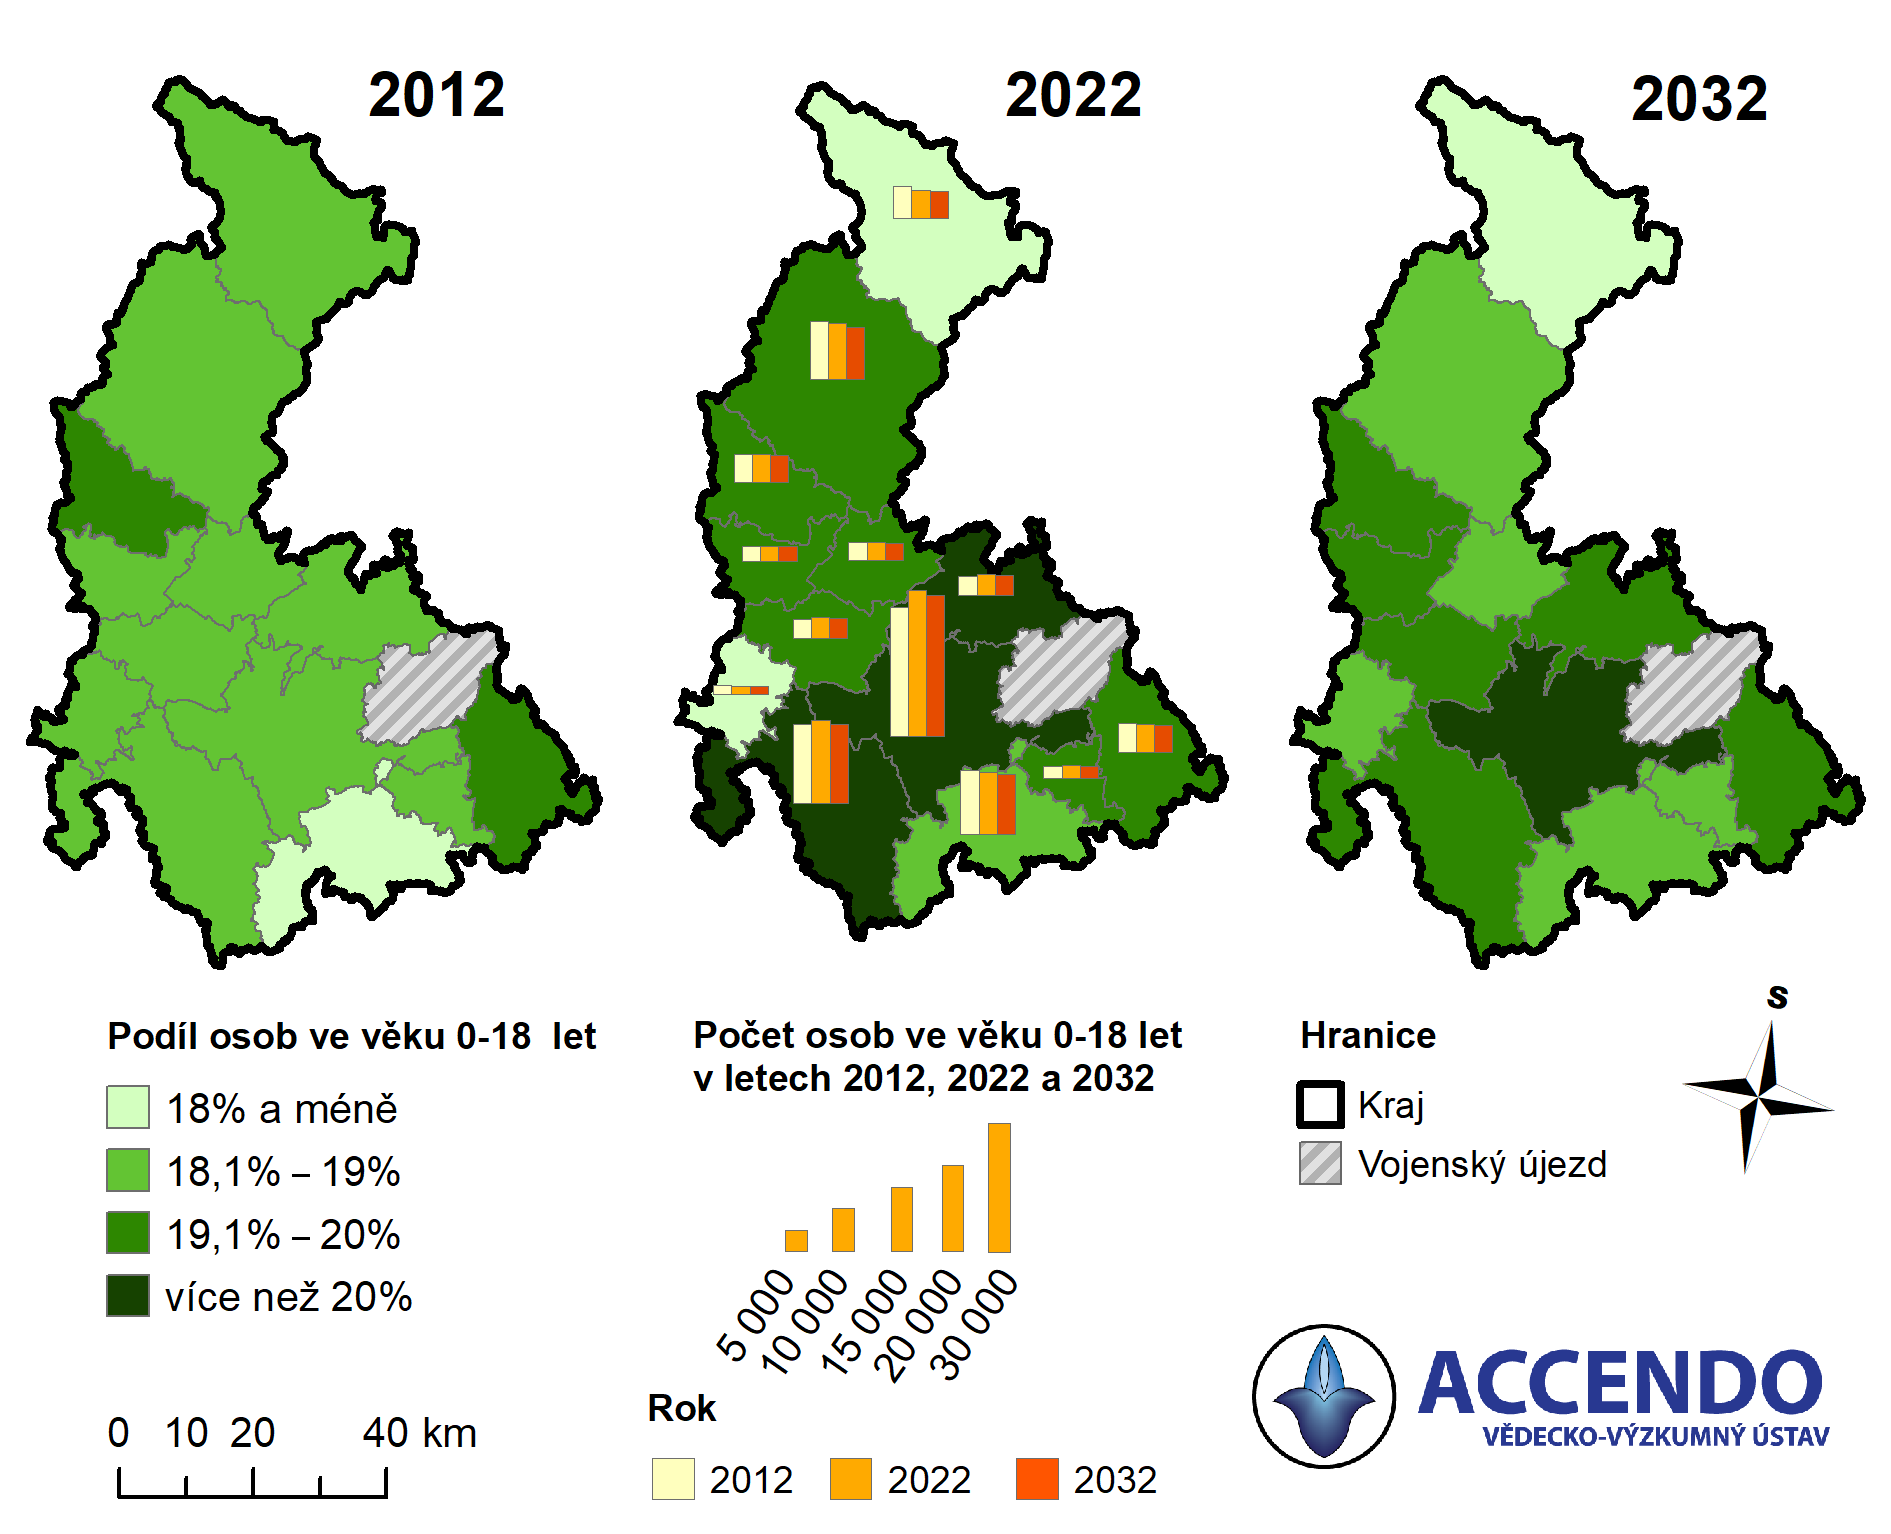 2012
2022
2032
Podíl osob ve věku 0-18 let
18% a méně
18,1% – 19%
19,1% – 20%
více než 20%
0 10 20 40 km
Počet osob ve věku 0-18 let
v letech 2012, 2022 a 2032
5 000
10 000
15 000
20 000
30 000
Rok
2012
2022
2032
Hranice
Kraj
Vojenský újezd
S
ACCENDO
VĚDECKO-VÝZKUMNÝ ÚSTAV